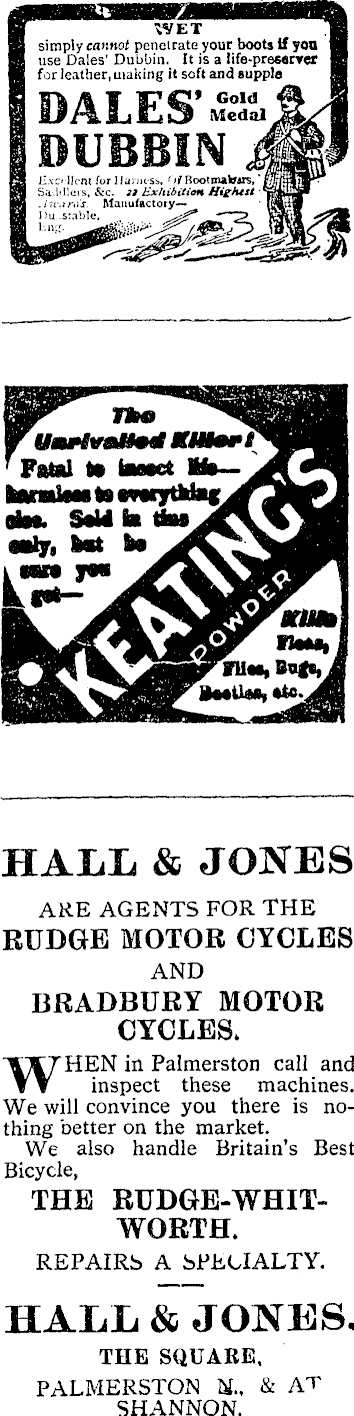 WET
simply cannot penetrate your boots if you
use Dales' Dubbin. It is a life-preserver
for leather, making it soft and supple
DALES' Gold
Medal
DUBBIN
Excellent for Harness, Of Bootmakers,
Saddlers, &c. 22 Exhibition Highest
Awards. Manufactory—
Dunstable,
Eng.
The
Unrivalled Killer!
Fatal to insect life—
harmless to everything
else. Sold in tins
only, but be
sure you
get—
KEATING'S
POWDER
Kills
Fleas,
Flies, Bugs,
Beetles, etc.
HALL & JONES
ARE AGENTS FOR THE
RUDGE MOTOR CYCLES
AND
BRADBURY MOTOR
CYCLES.
WHEN in Palmerston call and
inspect these machines.
We will convince you there is no-
thing better on the market.
We also handle Britain's Best
Bicycle,
THE RUDGE-WHIT-
WORTH.
REPAIRS A SPECIALTY.
HALL & JONES.
THE SQUARE,
PALMERSTON N., & AT
SHANNON.